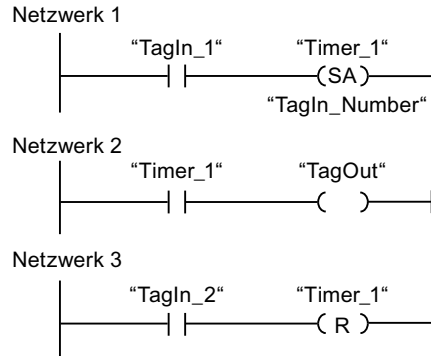 Netzwerk 1
“TagIn_1“ “Timer_1“
SA
“TagIn_Number“
Netzwerk 2
“Timer_1“ “TagOut“
Netzwerk 3
“TagIn_2“ “Timer_1“
R